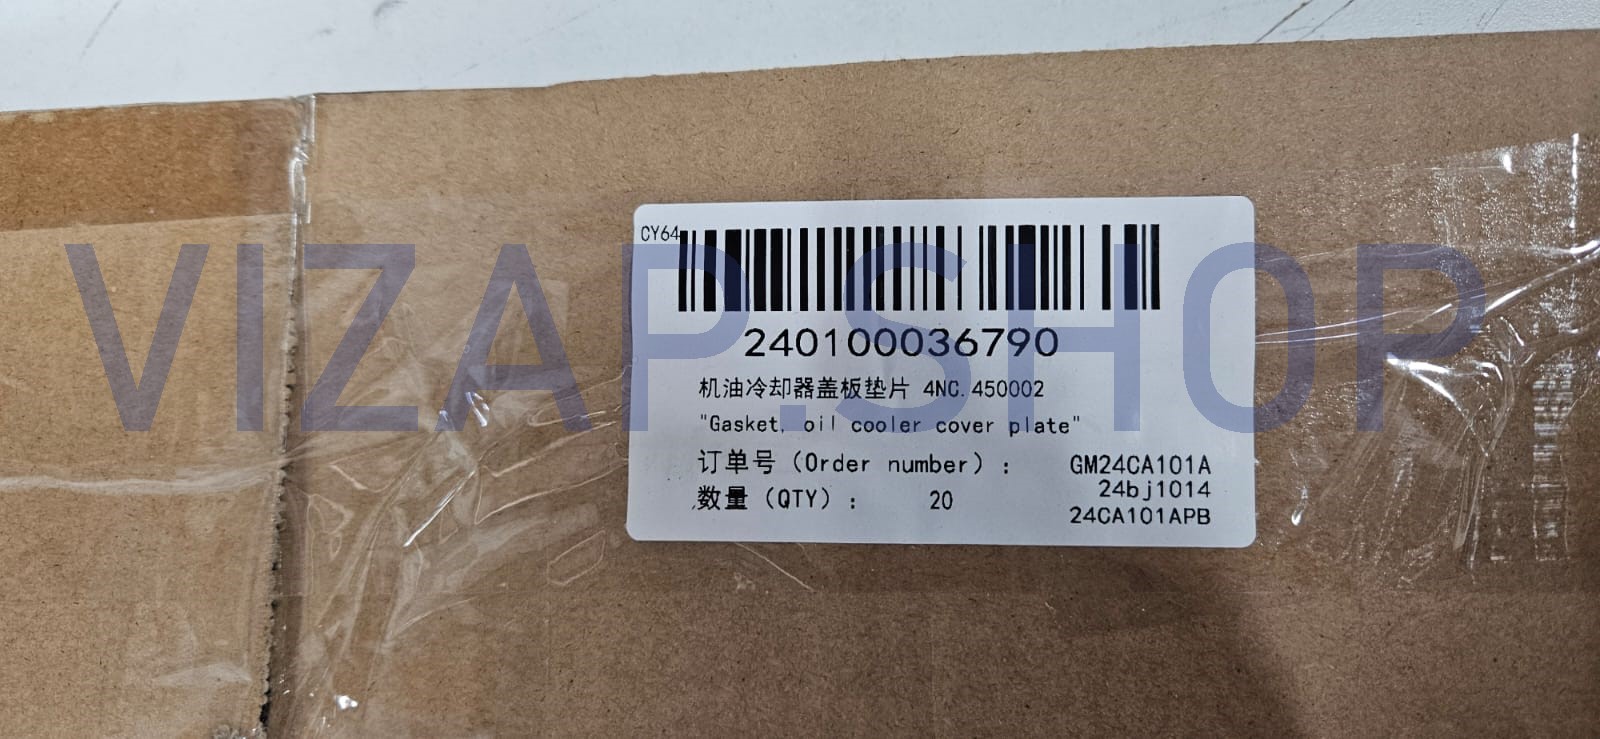 CY64
240100036790
机油冷却器盖板垫片 4NC.450002
"Gasket, oil cooler cover plate"
订单号（Order number）： GM24CA101A
24bj1014
数量（QTY）： 20
24CA101APB
VIZAP.SHOP